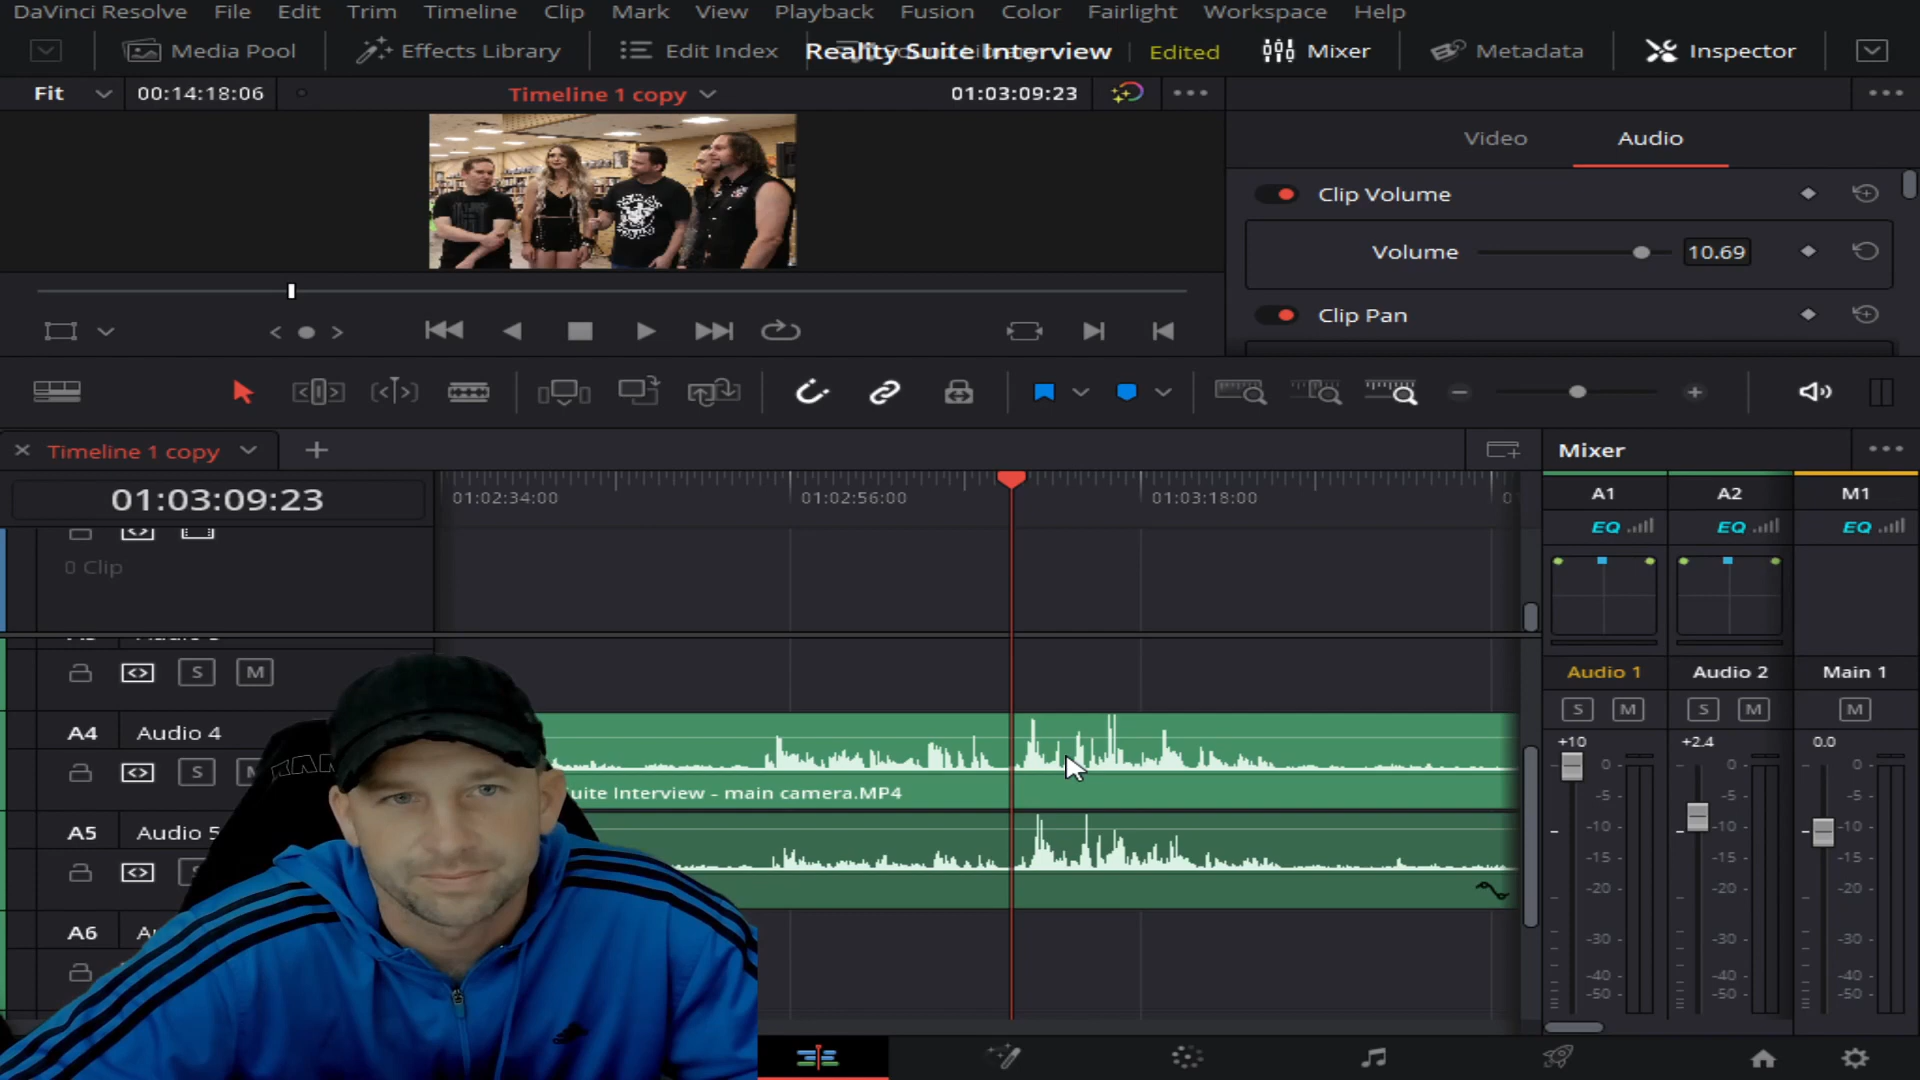 DaVinci Resolve File Edit Trim Timeline Clip Mark View Playback Fusion Color Fairlight Workspace Help
Media Pool Effects Library Edit Index Reality Suite Interview Edited Mixer Metadata Inspector
Fit 00:14:18:06 Timeline 1 copy 01:03:09:23
Video Audio
Clip Volume
Volume 10.69
Clip Pan
Timeline 1 copy
Mixer
01:03:09:23
01:02:34:00 01:02:56:00 01:03:18:00 0
A1 A2 M1
EQ EQ EQ
0 Clip
S M
Audio 1 Audio 2 Main 1
S M S M M
A4 Audio 4
+10 +2.4 0.0
S M
uite Interview - main camera.MP4
A5 Audio 5
A6
0 0 0
-5 -5 -5
-10 -10 -10
-15 -15 -15
-20 -20 -20
-30 -30 -30
-40 -40 -40
-50 -50 -50